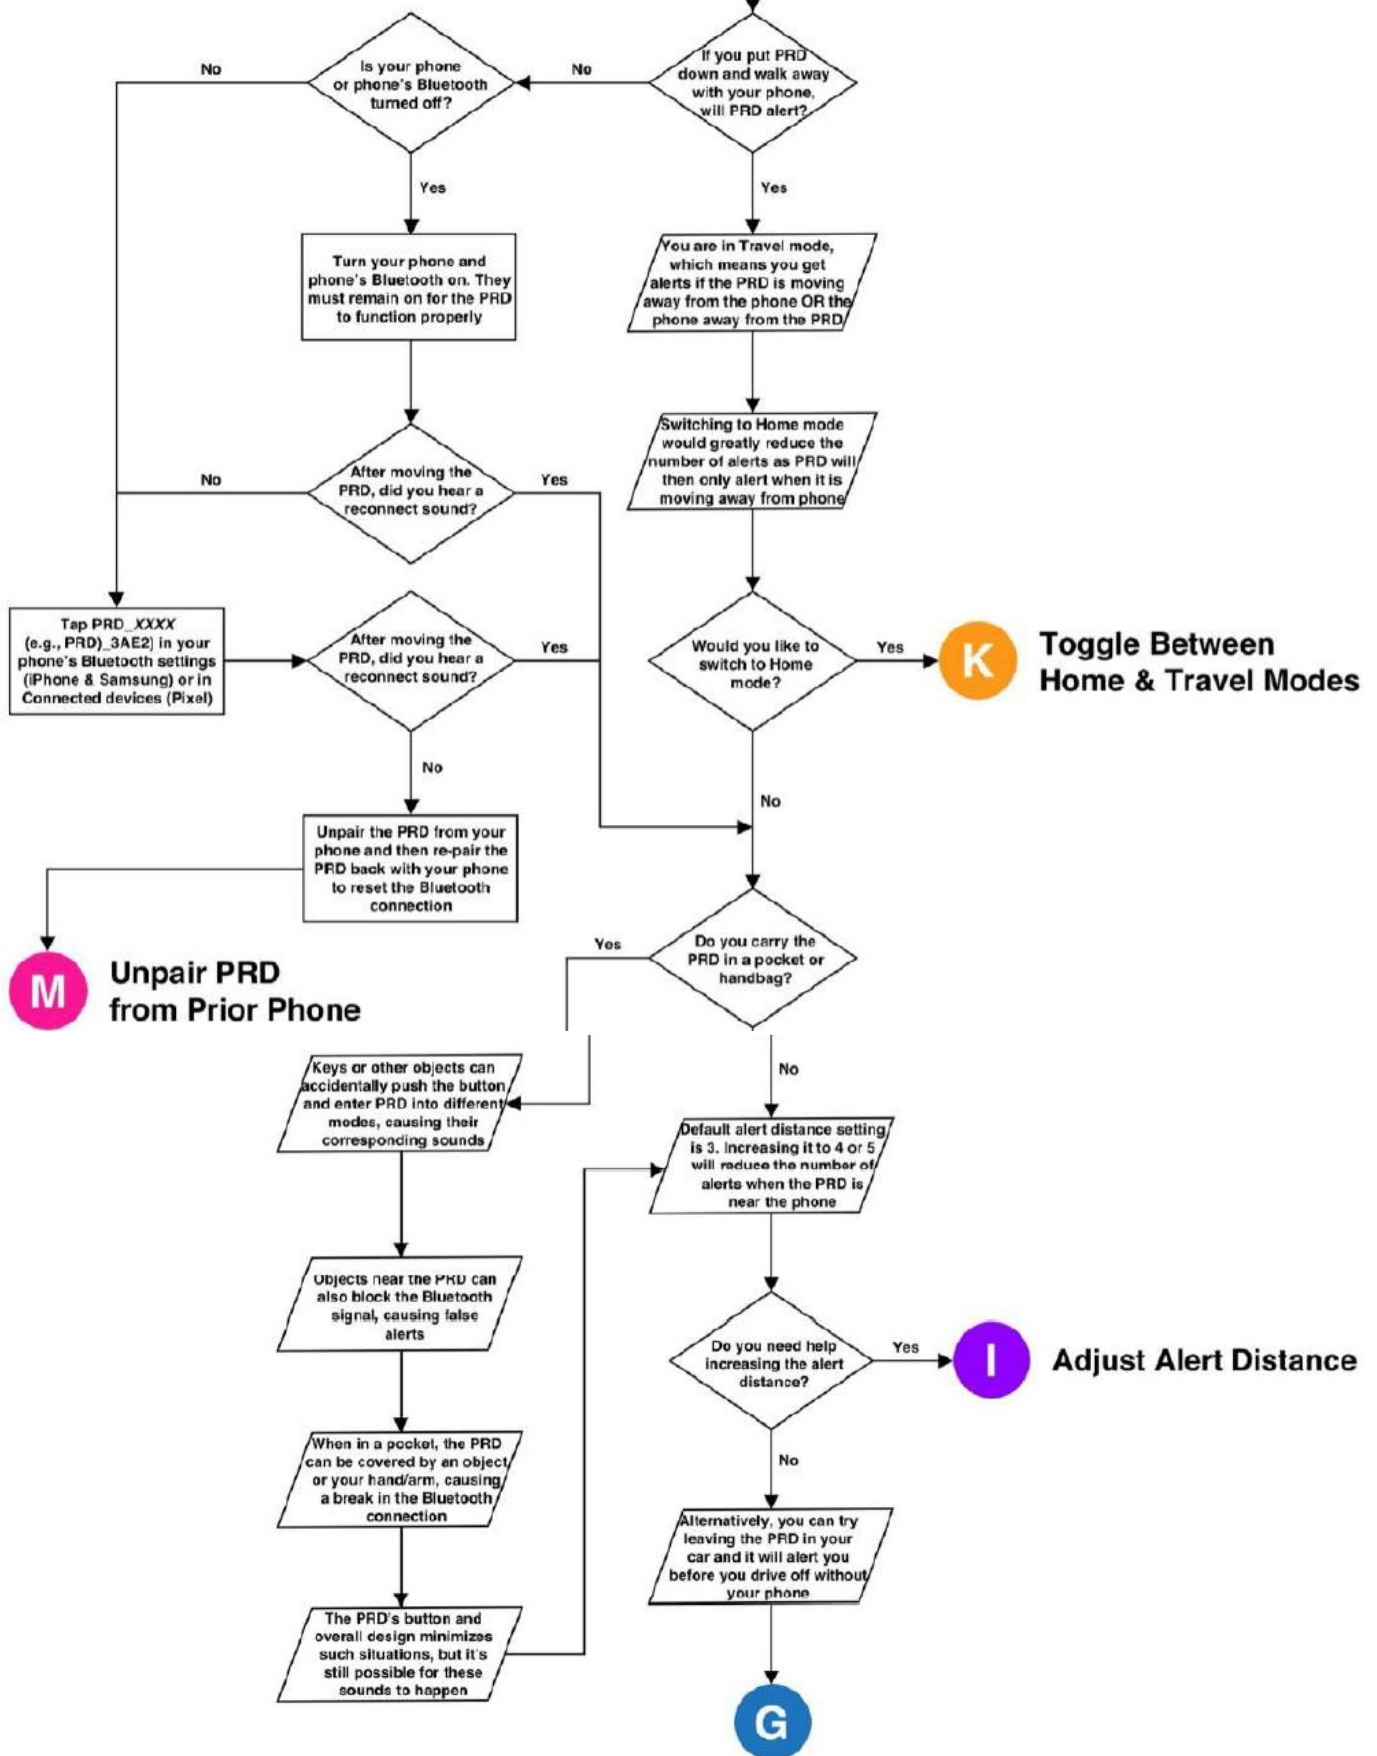 Is your phone
or phone's Bluetooth
turned off?
No
No
If you put PRD
down and walk away
with your phone,
will PRD alert?
Yes
Yes
Turn your phone and
phone's Bluetooth on. They
must remain on for the PRD
to function properly
You are in Travel mode,
which means you get
alerts if the PRD is moving
away from the phone OR the
phone away from the PRD
Switching to Home mode
would greatly reduce the
number of alerts as PRD will
then only alert when it is
moving away from phone
No
After moving the
PRD, did you hear a
reconnect sound?
Yes
Tap PRD_XXXX
(e.g., PRD)_3AE2) in your
phone's Bluetooth settings
(iPhone & Samsung) or in
Connected devices (Pixel)
After moving the
PRD, did you hear a
reconnect sound?
Yes
Would you like to
switch to Home
mode?
Yes
K
Toggle Between
Home & Travel Modes
No
No
Unpair the PRD from your
phone and then re-pair the
PRD back with your phone
to reset the Bluetooth
connection
M
Unpair PRD
from Prior Phone
Yes
Do you carry the
PRD in a pocket or
handbag?
No
Keys or other objects can
accidentally push the button
and enter PRD into different
modes, causing their
corresponding sounds
Default alert distance setting
is 3. Increasing it to 4 or 5
will reduce the number of
alerts when the PRD is
near the phone
Objects near the PRD can
also block the Bluetooth
signal, causing false
alerts
Do you need help
increasing the alert
distance?
Yes
I
Adjust Alert Distance
When in a pocket, the PRD
can be covered by an object
or your hand/arm, causing
a break in the Bluetooth
connection
No
Alternatively, you can try
leaving the PRD in your
car and it will alert you
before you drive off without
your phone
The PRD's button and
overall design minimizes
such situations, but it's
still possible for these
sounds to happen
G